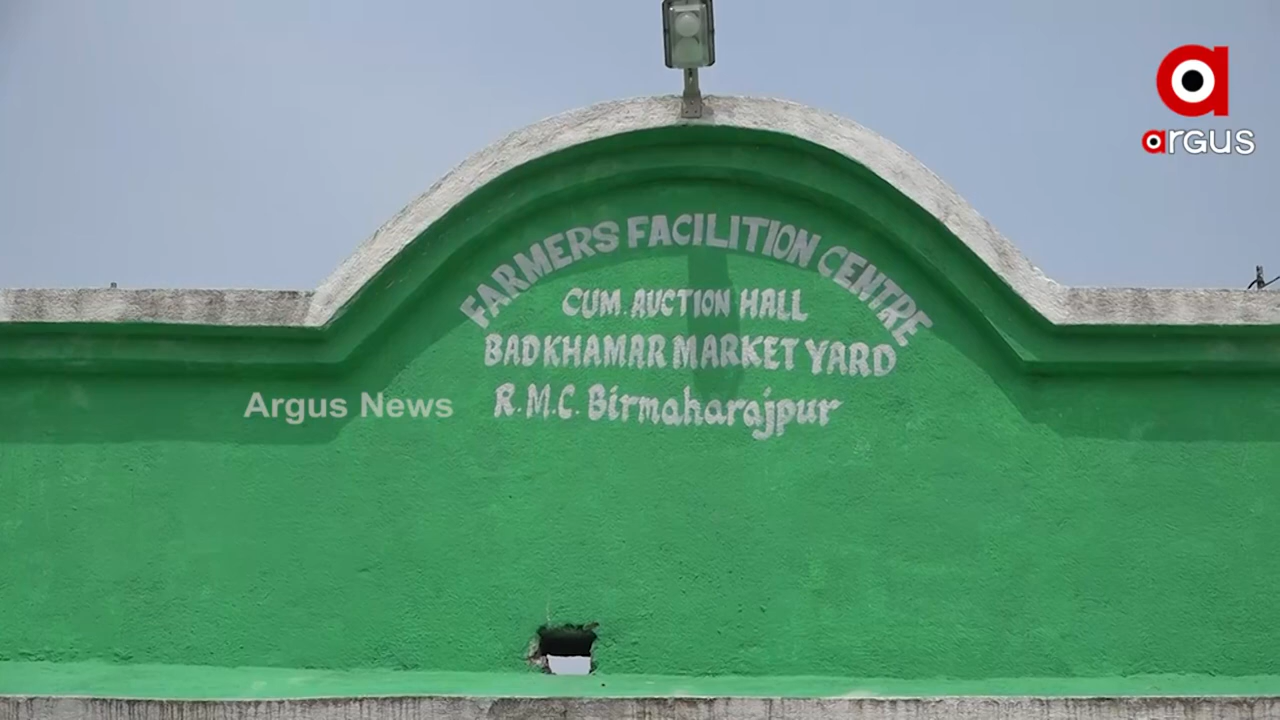 FARMERS FACILITION CENTRE
CUM. AUCTION HALL
BADKHAMAR MARKET YARD
R.M.C. Birmaharajpur
Argus News
a
argus